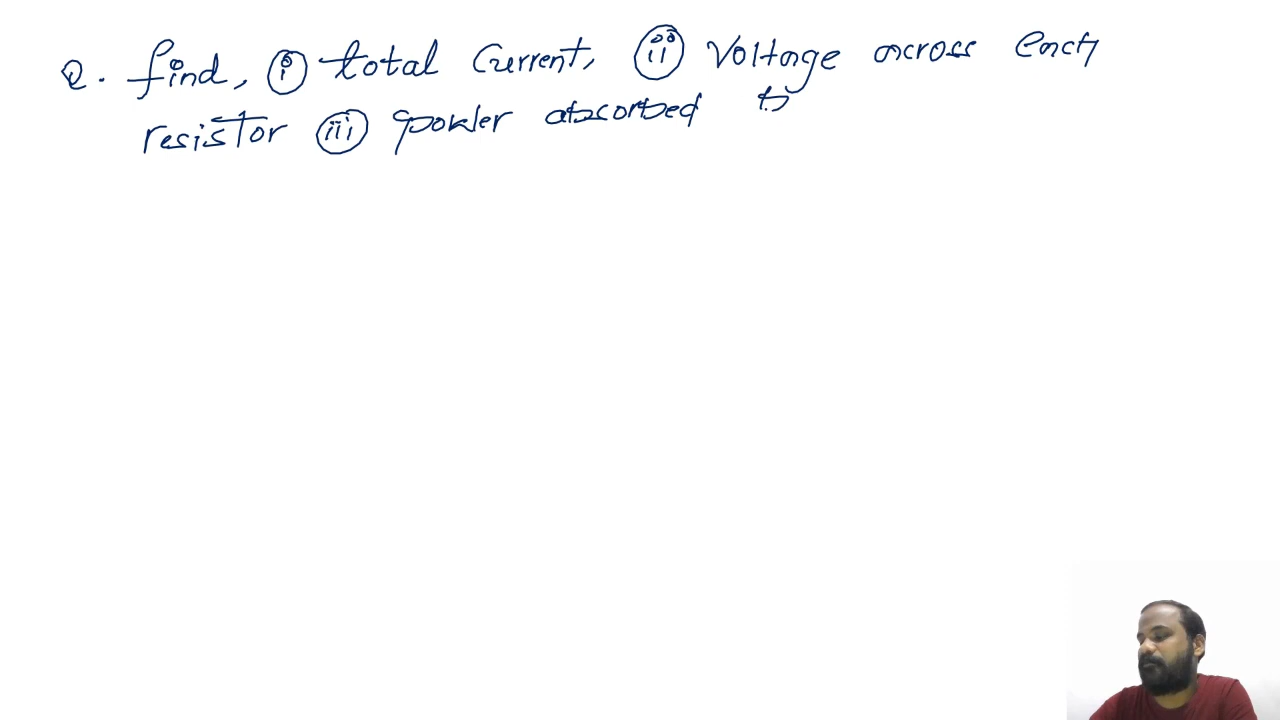 Q. find, (i) total current, (ii) Voltage across each
resistor (iii) power absorbed b